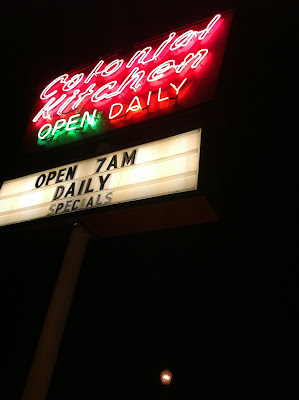 Colonial
Kitchen
OPEN DAILY
OPEN 7AM
DAILY
SPECIALS